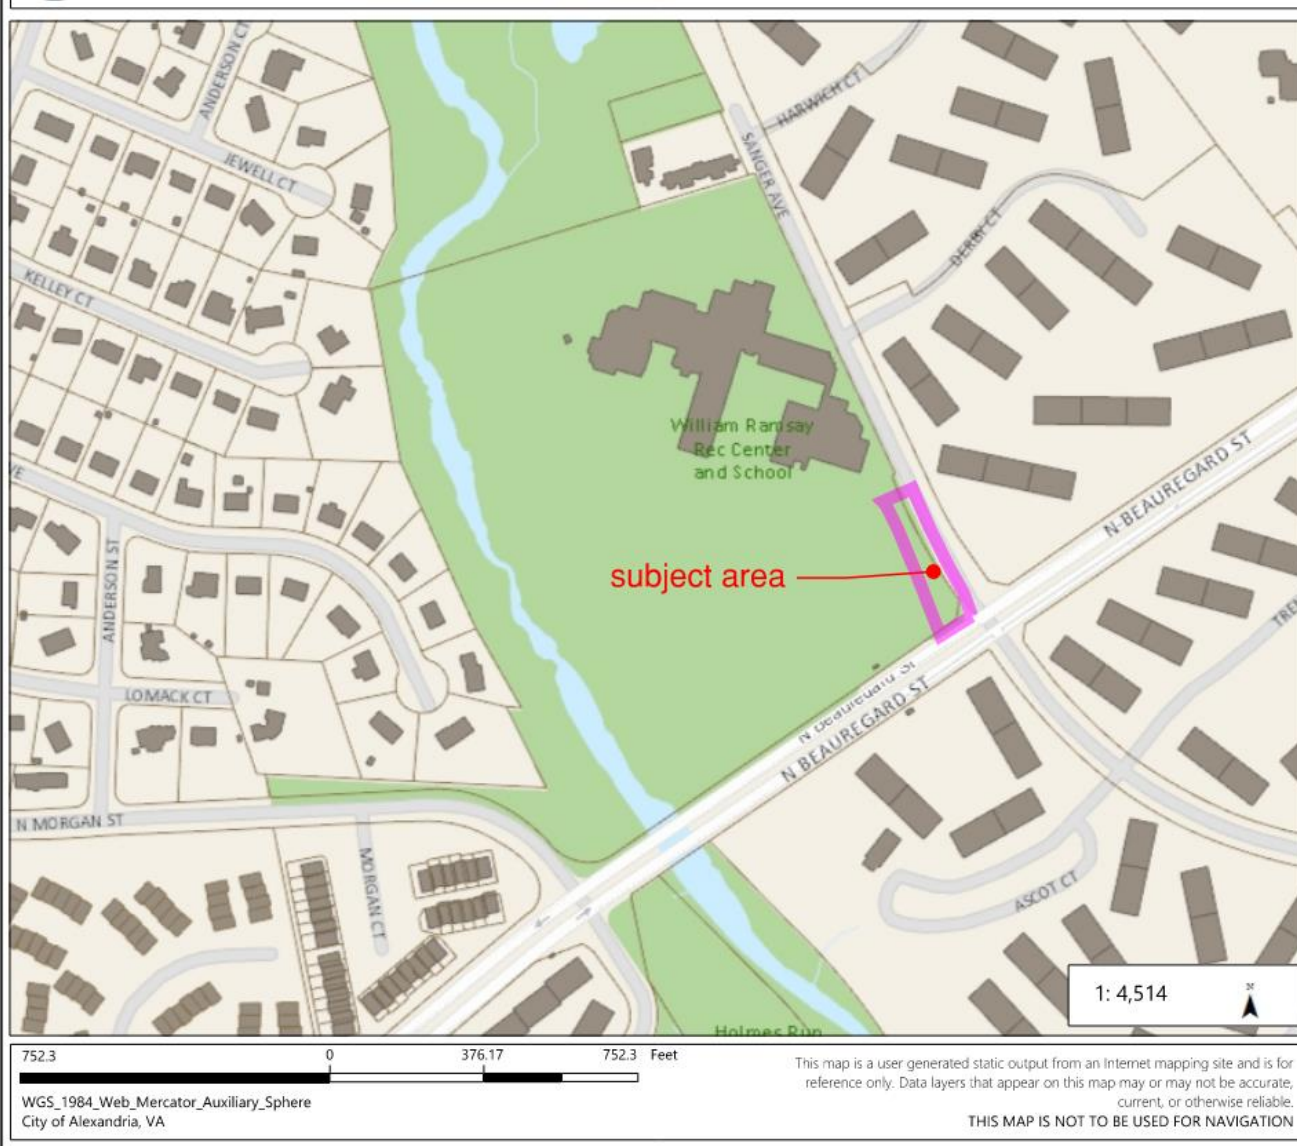 ANDERSON CT
HARWICH CT
JEWELL CT
SANGER AVE
DERBY CT
KELLEY CT
William Ramsay
Rec Center
and School
N BEAUREGARD ST
VE
subject area
ANDERSON ST
TREN
N Beauregard St
N BEAUREGARD ST
LOMACK CT
N MORGAN ST
MORGAN CT
ASCOT CT
1: 4,514
N
Holmes Run
752.3 0 376.17 752.3 Feet
WGS_1984_Web_Mercator_Auxiliary_Sphere
City of Alexandria, VA
This map is a user generated static output from an Internet mapping site and is for
reference only. Data layers that appear on this map may or may not be accurate,
current, or otherwise reliable.
THIS MAP IS NOT TO BE USED FOR NAVIGATION